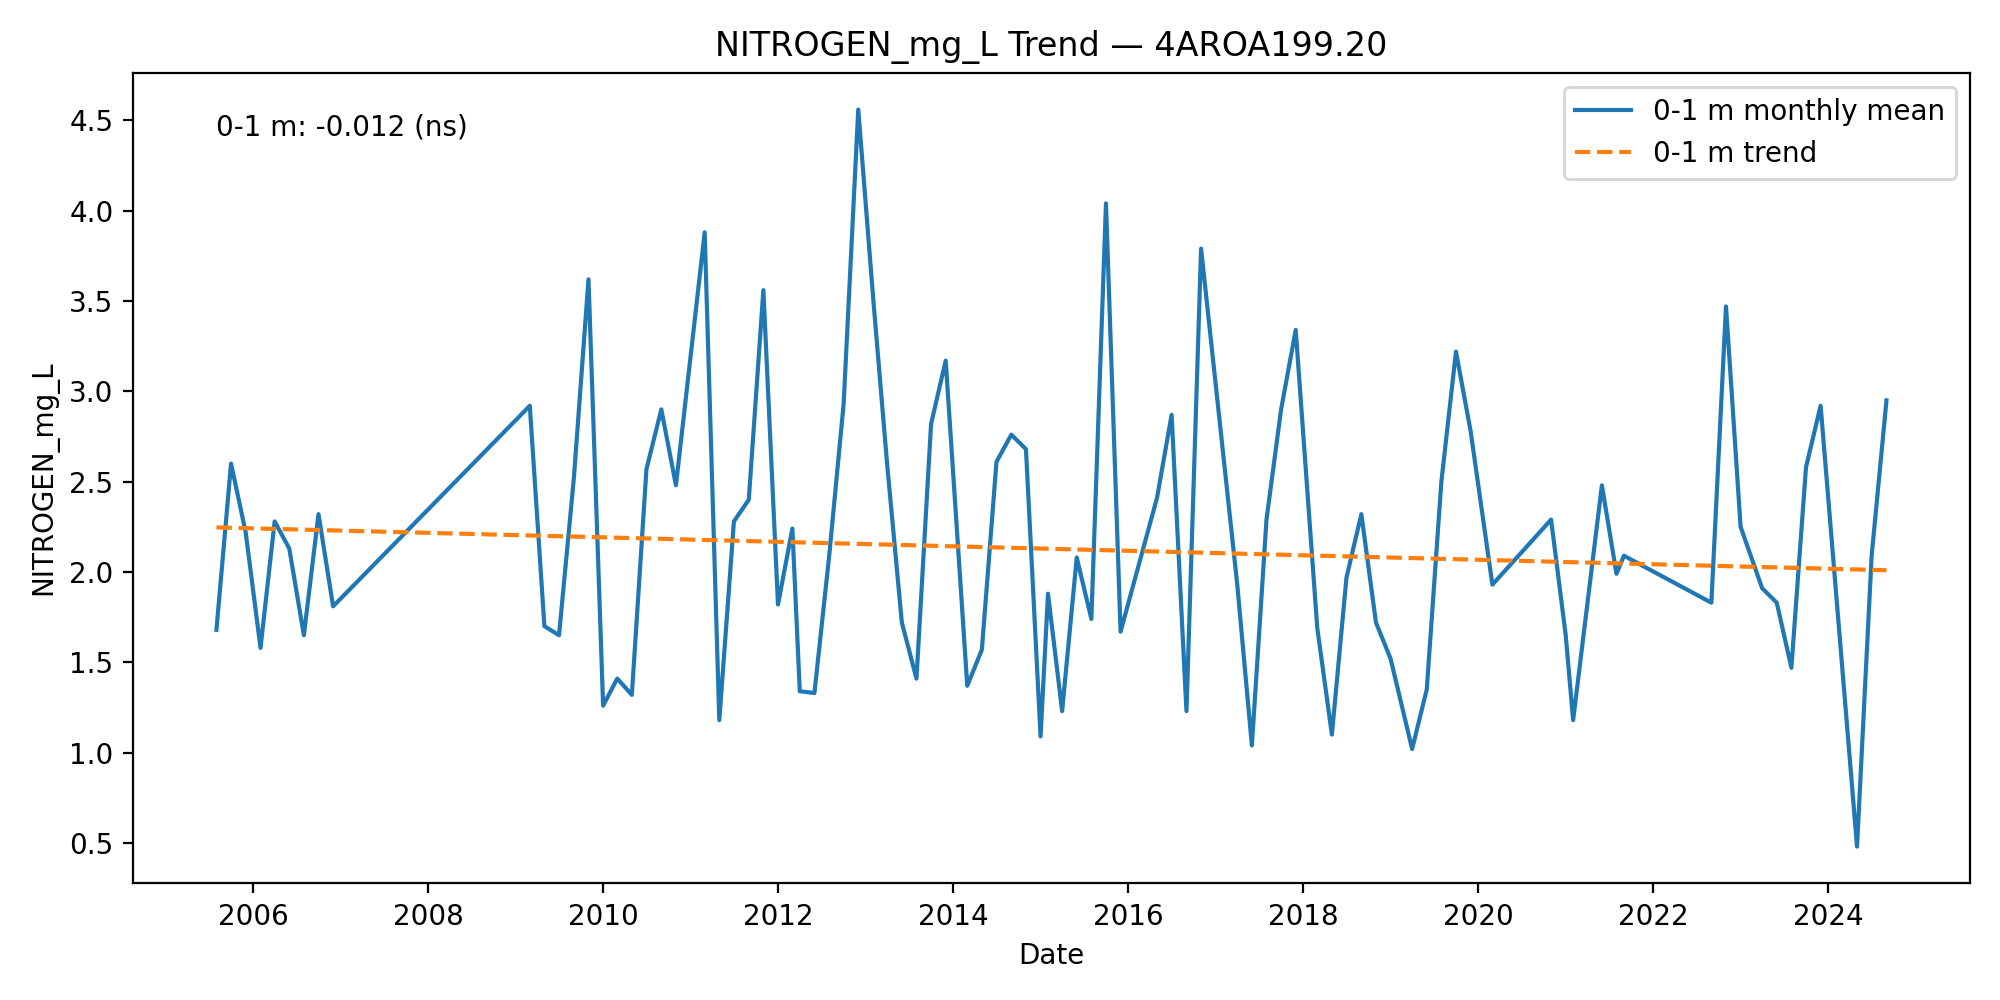 NITROGEN_mg_L Trend — 4AROA199.20
0-1 m: -0.012 (ns)
0-1 m monthly mean
0-1 m trend
NITROGEN_mg_L
4.5
4.0
3.5
3.0
2.5
2.0
1.5
1.0
0.5
2006 2008 2010 2012 2014 2016 2018 2020 2022 2024
Date